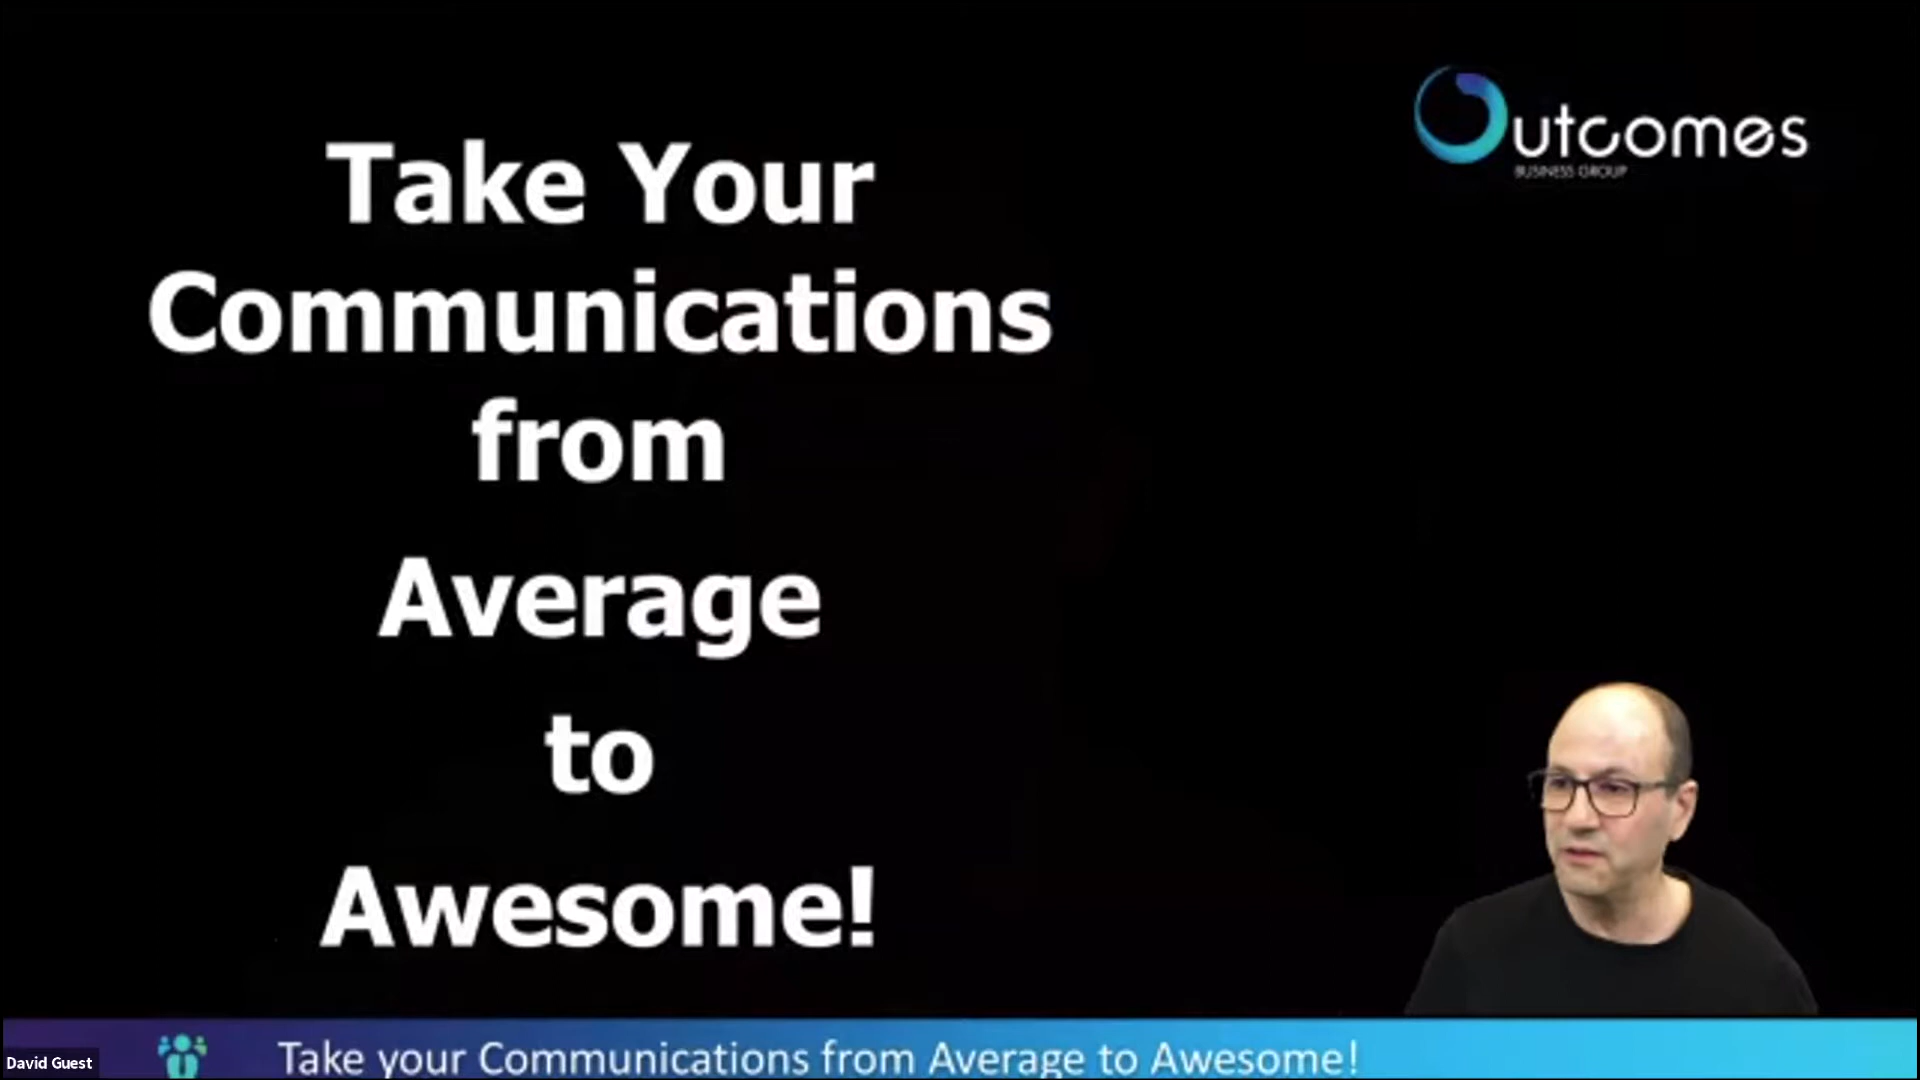 Outcomes
BUSINESS GROUP
Take Your
Communications
from
Average
to
Awesome!
David Guest
Take your Communications from Average to Awesome!